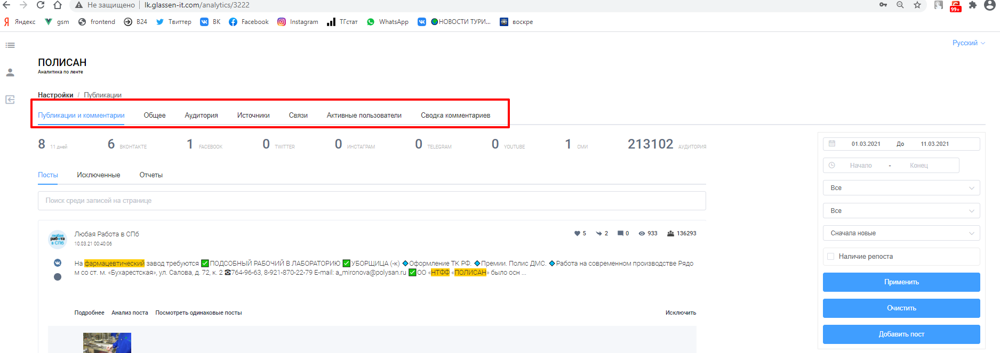 Не защищено | lk.glassen-it.com/analytics/3222
99+
Яндекс gsm frontend B24 Твиттер ВК Facebook Instagram ТГстат WhatsApp НОВОСТИ ТУРИ... воскре
Русский
ПОЛИСАН
Аналитика по ленте
Настройки / Публикации
Публикации и комментарии Общее Аудитория Источники Связи Активные пользователи Сводка комментариев
8 11 дней 6 ВКОНТАКТЕ 1 FACEBOOK 0 TWITTER 0 ИНСТАГРАМ 0 TELEGRAM 0 YOUTUBE 1 СМИ 213102 АУДИТОРИЯ
01.03.2021 До 11.03.2021
Начало - Конец
Посты Исключенные Отчеты
Все
Поиск среди записей на странице
Все
Сначала новые
Любая Работа в СПб
10.03.21 00:40:06
5 2 0 933 136293
любая
работа
в СПб
Наличие репоста
На фармацевтический завод требуются ✅ПОДСОБНЫЙ РАБОЧИЙ В ЛАБОРАТОРИЮ ✅УБОРЩИЦА (-к) 🔷Оформление ТК РФ. 🔷Премии. Полис ДМС. 🔷Работа на современном производстве Рядо
м со ст. м. «Бухарестская», ул. Салова, д. 72, к. 2 ☎764-96-63, 8-921-870-22-79 E-mail: a_mironova@polysan.ru ✅ОО «НТФФ «ПОЛИСАН» было осн ...
Применить
Очистить
Подробнее Анализ поста Посмотреть одинаковые посты Исключить
Добавить пост